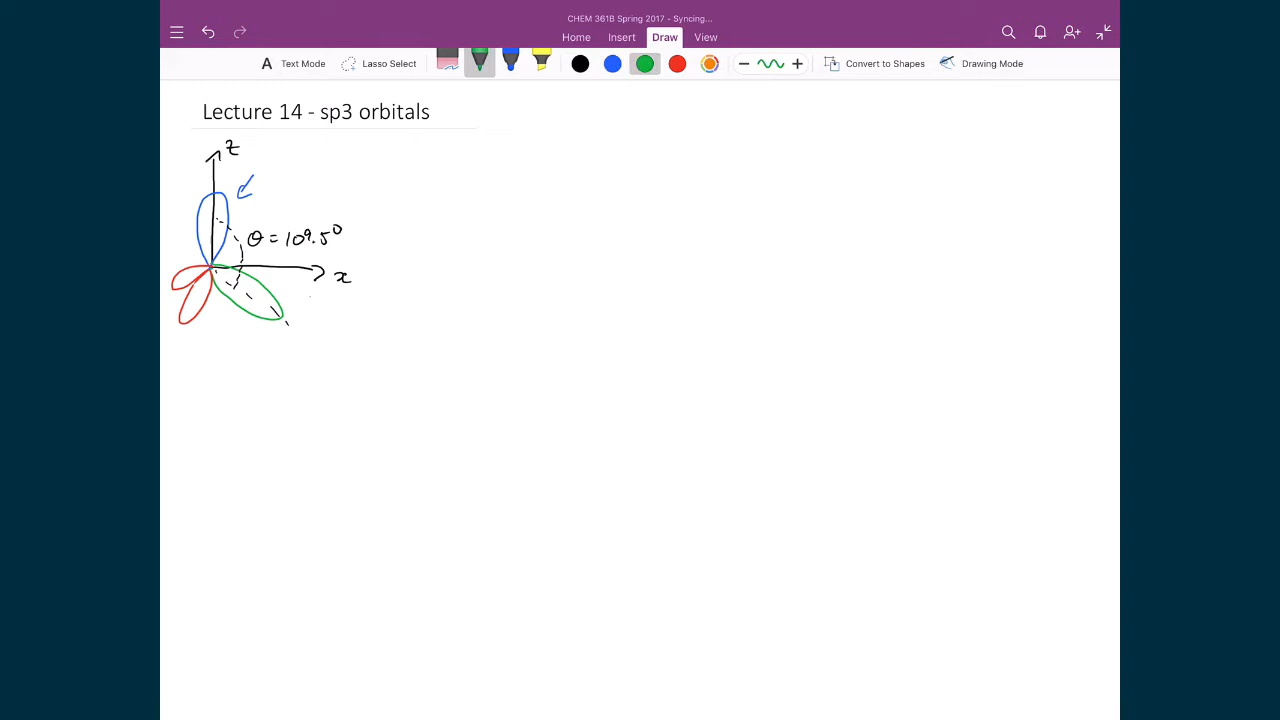 CHEM 361B Spring 2017 - Syncing...
Home Insert Draw View
Text Mode Lasso Select Convert to Shapes Drawing Mode
Lecture 14 - sp3 orbitals
z
θ = 109.5°
x